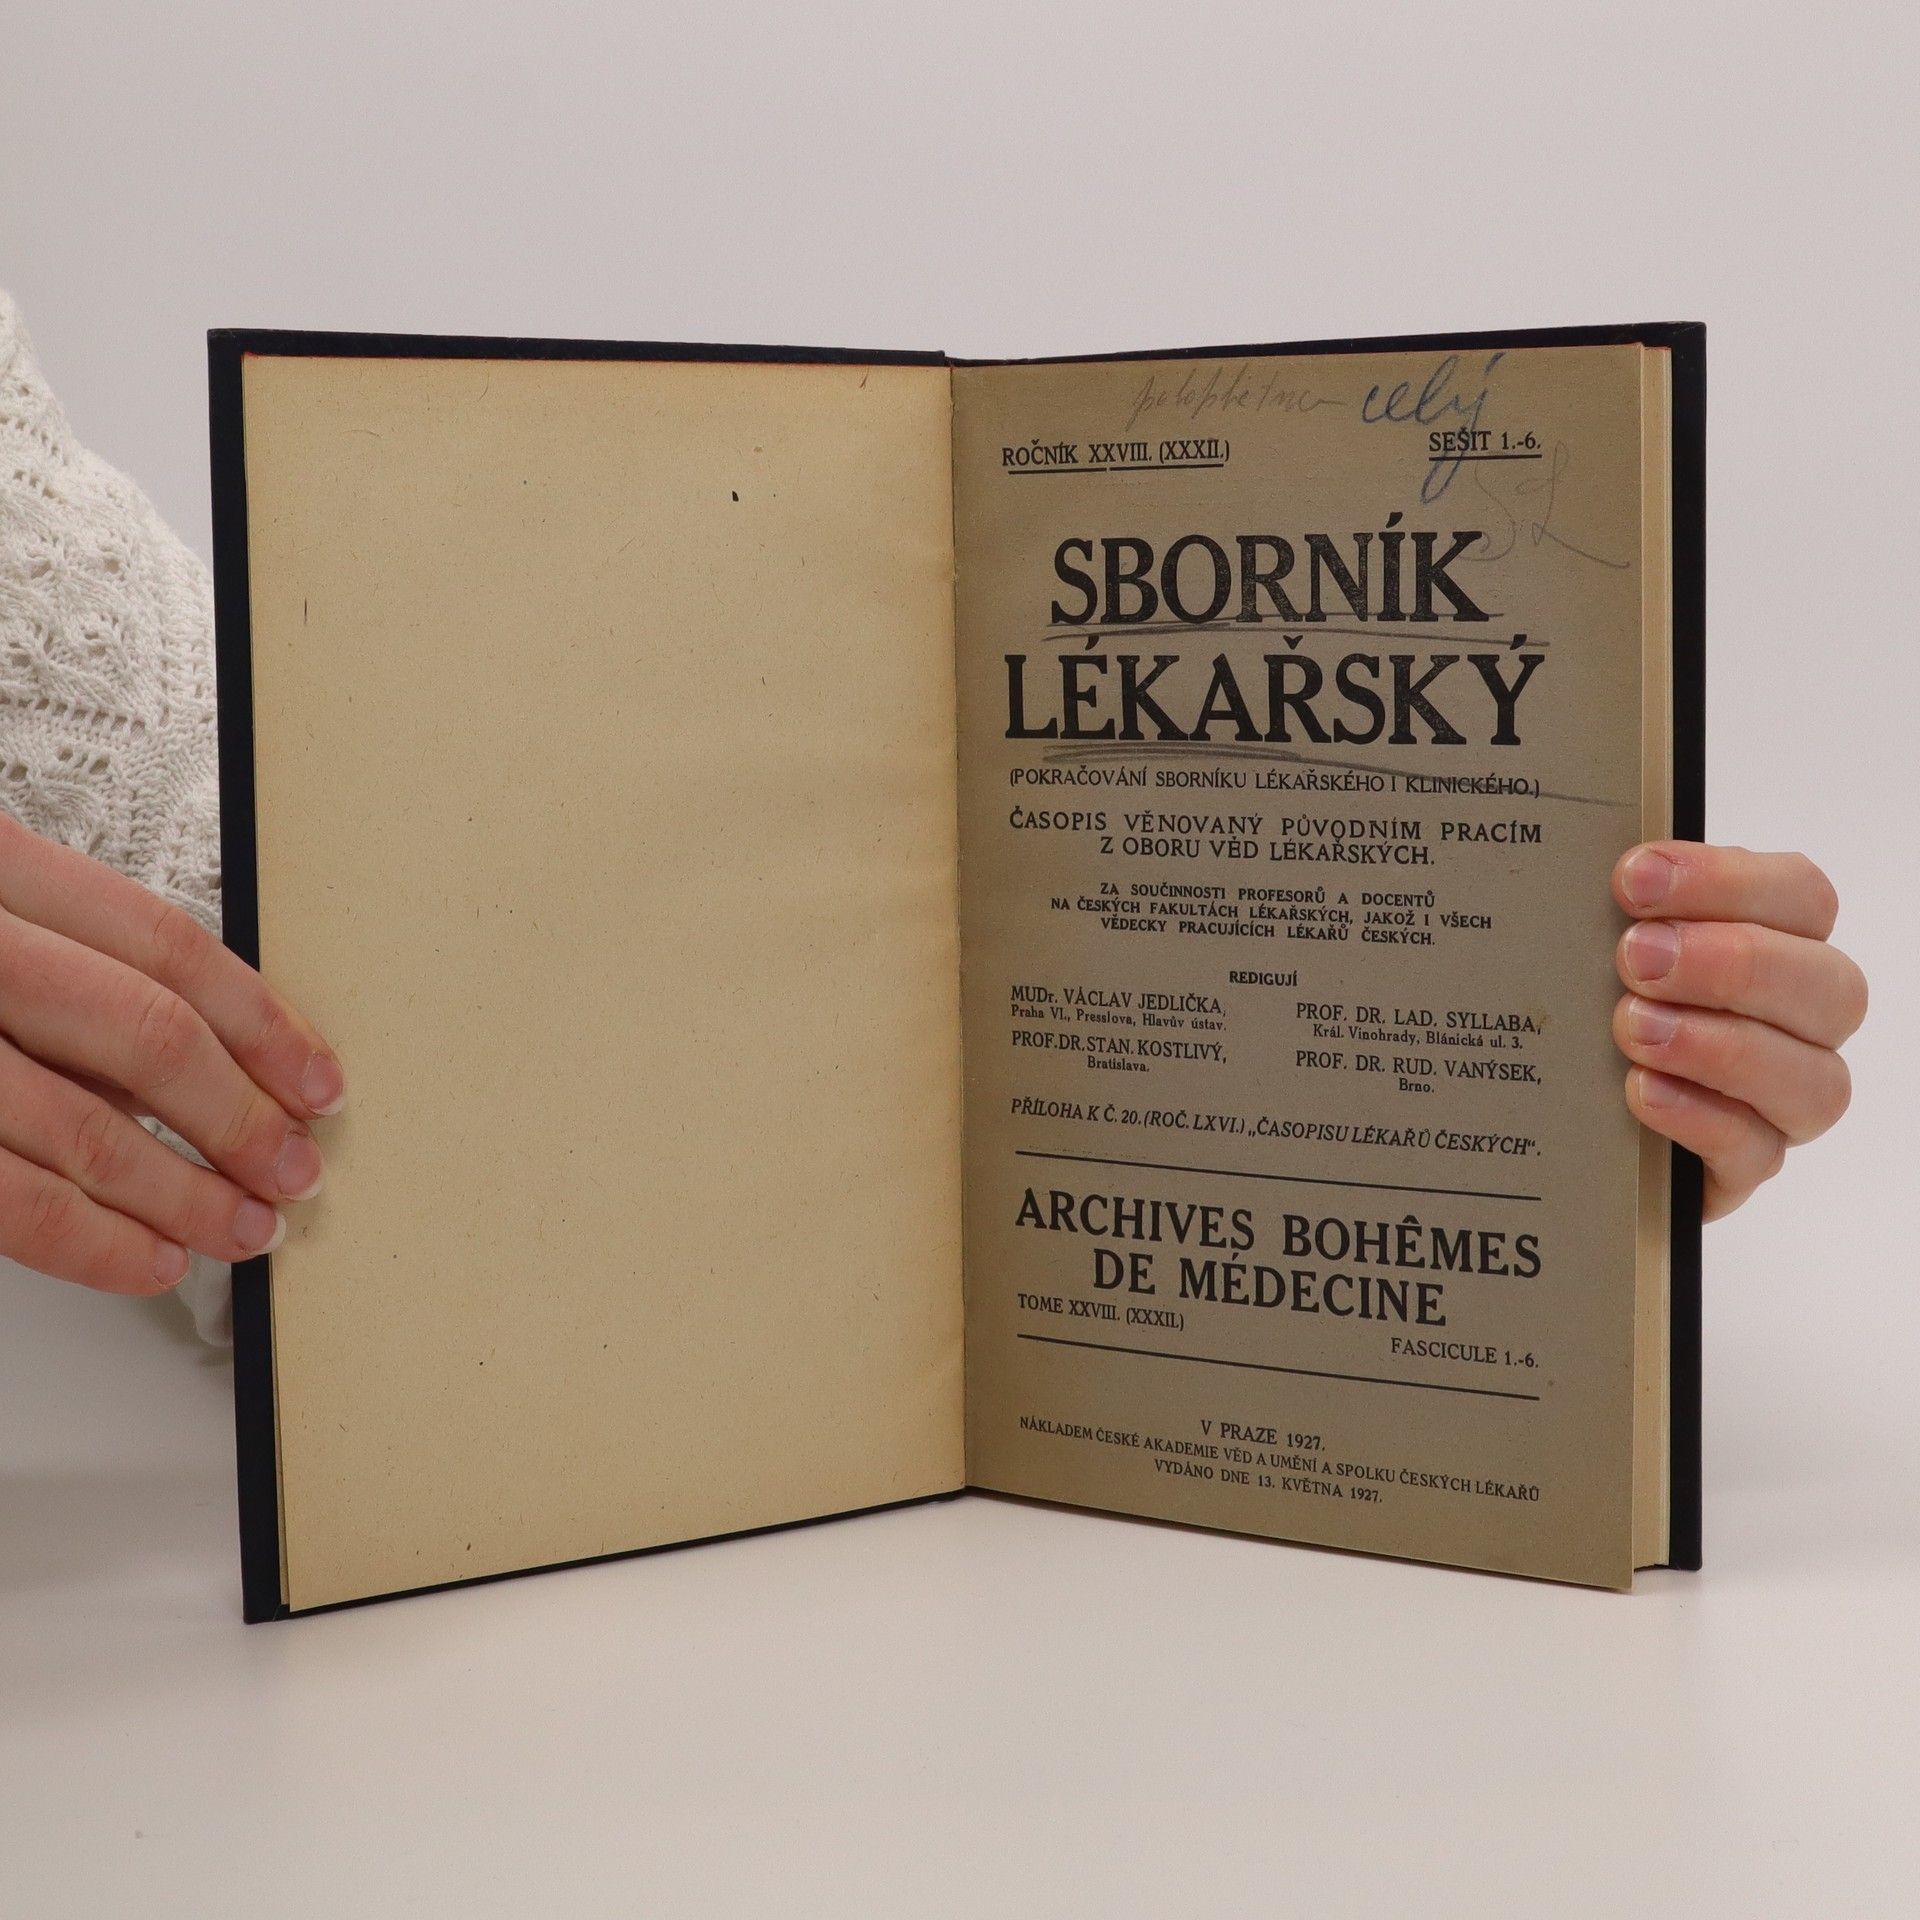 celý
ROČNÍK XXVIII. (XXXII.) SEŠIT 1.-6.
SBORNÍK
LÉKAŘSKÝ
(POKRAČOVÁNÍ SBORNÍKU LÉKAŘSKÉHO I KLINICKÉHO.)
ČASOPIS VĚNOVANÝ PŮVODNÍM PRACÍM
Z OBORU VĚD LÉKAŘSKÝCH.
ZA SOUČINNOSTI PROFESORŮ A DOCENTŮ
NA ČESKÝCH FAKULTÁCH LÉKAŘSKÝCH, JAKOŽ I VŠECH
VĚDECKY PRACUJÍCÍCH LÉKAŘŮ ČESKÝCH.
REDIGUJÍ
MUDr. VÁCLAV JEDLIČKA,
Praha VI., Presslova, Hlavův ústav.
PROF. DR. STAN. KOSTLIVÝ,
Bratislava.
PROF. DR. LAD. SYLLABA,
Král. Vinohrady, Blánická ul. 3.
PROF. DR. RUD. VANÝSEK,
Brno.
PŘÍLOHA K Č. 20. (ROČ. LXVI.) „ČASOPISU LÉKAŘŮ ČESKÝCH“.
ARCHIVES BOHÊMES
DE MÉDECINE
TOME XXVIII. (XXXII.)
FASCICULE 1.-6.
V PRAZE 1927.
NÁKLADEM ČESKÉ AKADEMIE VĚD A UMĚNÍ A SPOLKU ČESKÝCH LÉKAŘŮ
VYDÁNO DNE 13. KVĚTNA 1927.